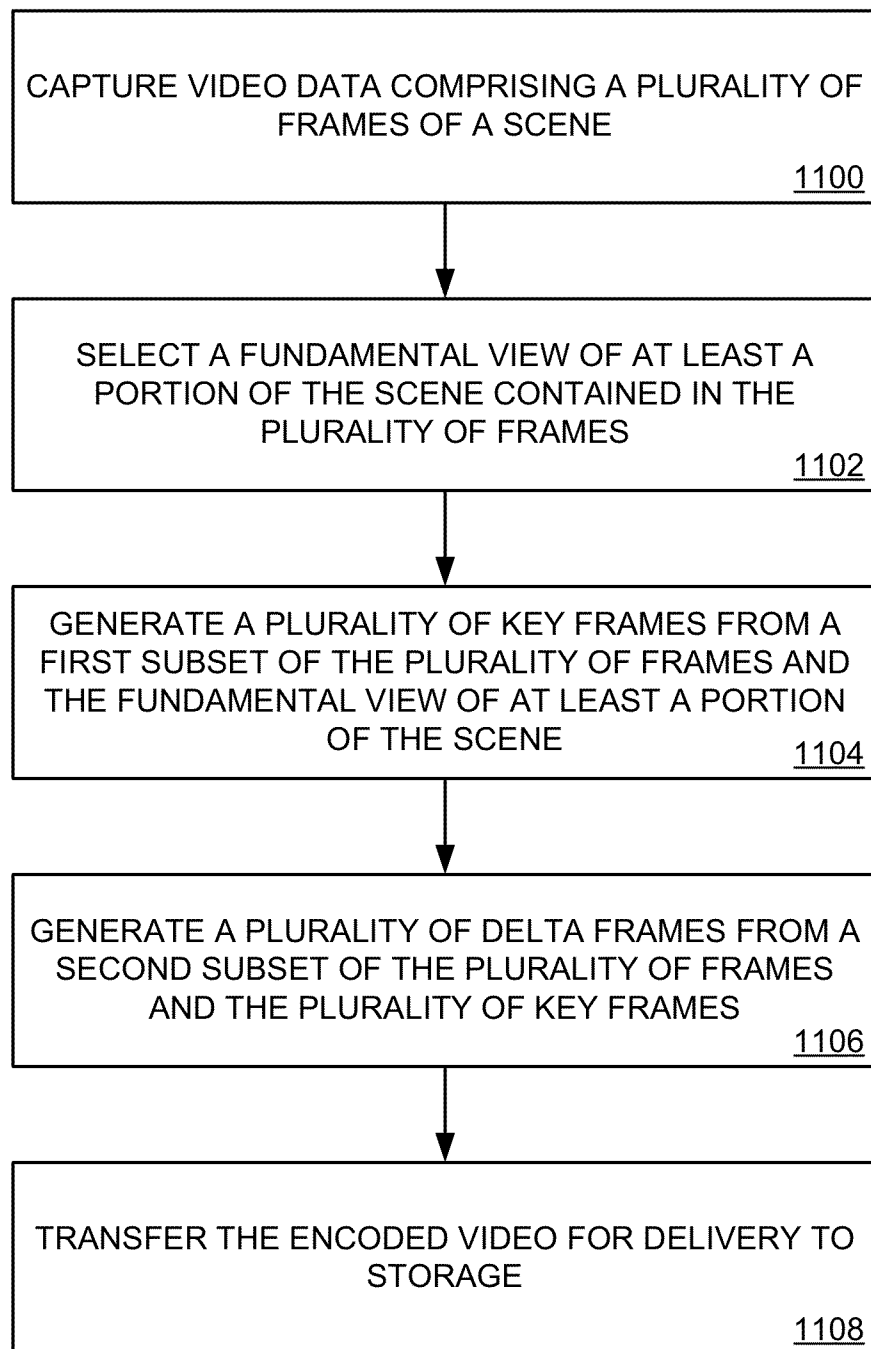 CAPTURE VIDEO DATA COMPRISING A PLURALITY OF
FRAMES OF A SCENE
1100
SELECT A FUNDAMENTAL VIEW OF AT LEAST A
PORTION OF THE SCENE CONTAINED IN THE
PLURALITY OF FRAMES
1102
GENERATE A PLURALITY OF KEY FRAMES FROM A
FIRST SUBSET OF THE PLURALITY OF FRAMES AND
THE FUNDAMENTAL VIEW OF AT LEAST A PORTION
OF THE SCENE
1104
GENERATE A PLURALITY OF DELTA FRAMES FROM A
SECOND SUBSET OF THE PLURALITY OF FRAMES
AND THE PLURALITY OF KEY FRAMES
1106
TRANSFER THE ENCODED VIDEO FOR DELIVERY TO
STORAGE
1108